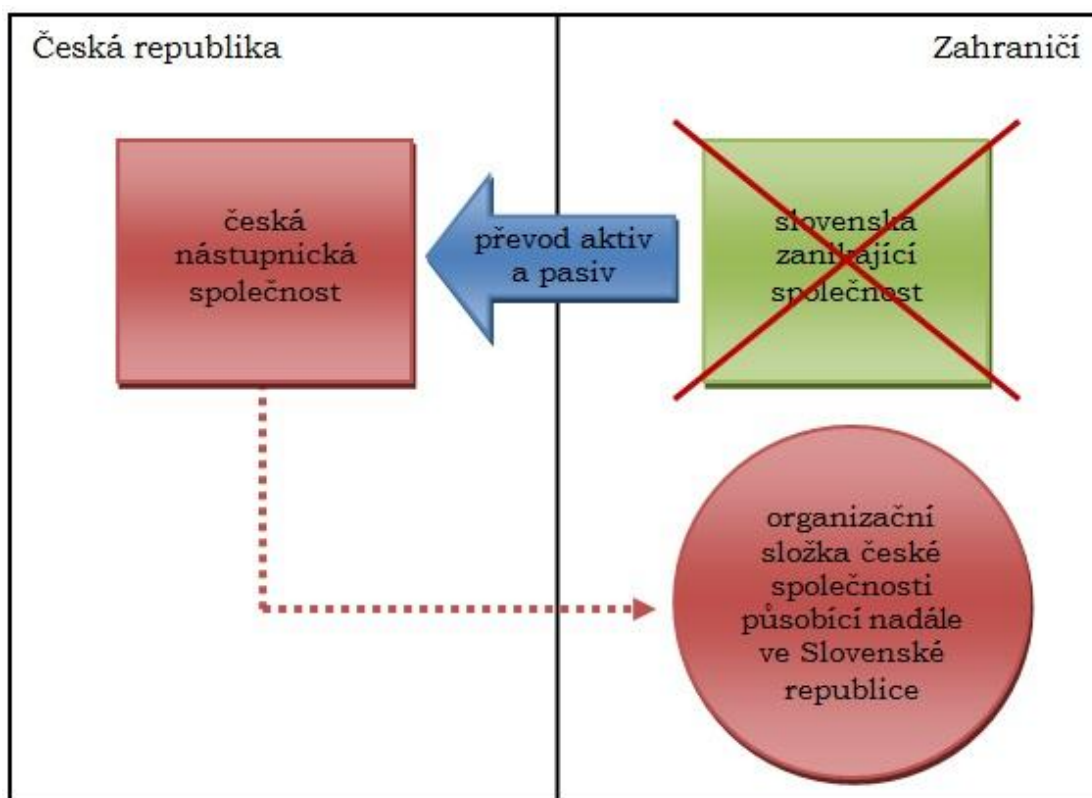 Česká republika
Zahraničí
česká
nástupnická
společnost
převod aktiv
a pasiv
slovenská
zanikající
společnost
organizační
složka české
společnosti
působící nadále
ve Slovenské
republice